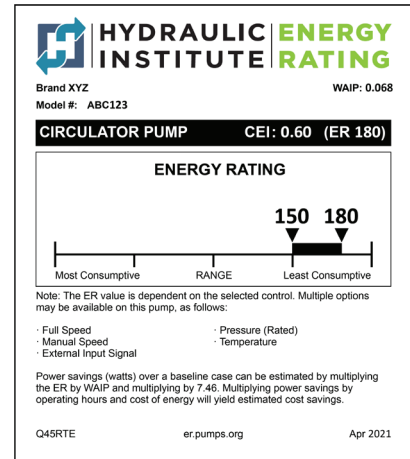 HYDRAULIC ENERGY
INSTITUTE RATING
Brand XYZ WAIP: 0.068
Model #: ABC123
CIRCULATOR PUMP CEI: 0.60 (ER 180)
ENERGY RATING
150 180
Most Consumptive RANGE Least Consumptive
Note: The ER value is dependent on the selected control. Multiple options
may be available on this pump, as follows:
· Full Speed · Pressure (Rated)
· Manual Speed · Temperature
· External Input Signal
Power savings (watts) over a baseline case can be estimated by multiplying
the ER by WAIP and multiplying by 7.46. Multiplying power savings by
operating hours and cost of energy will yield estimated cost savings.
Q45RTE er.pumps.org Apr 2021